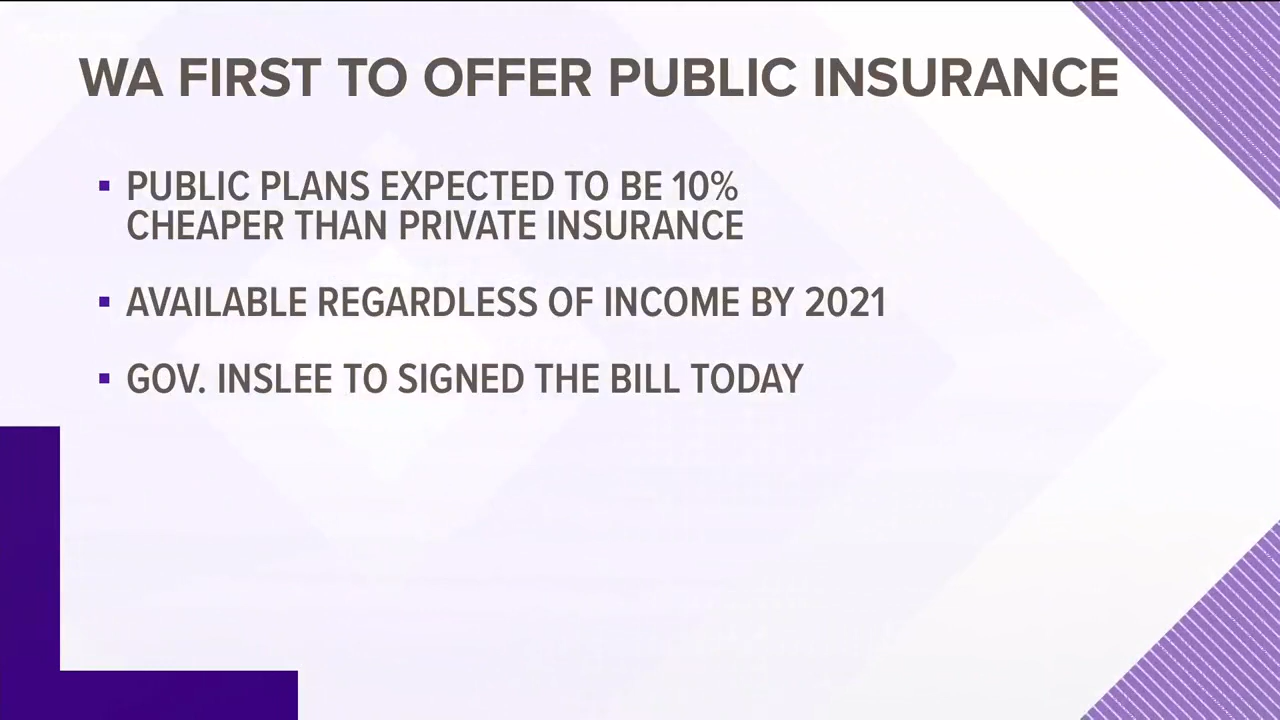 WA FIRST TO OFFER PUBLIC INSURANCE
PUBLIC PLANS EXPECTED TO BE 10%
CHEAPER THAN PRIVATE INSURANCE
AVAILABLE REGARDLESS OF INCOME BY 2021
GOV. INSLEE TO SIGNED THE BILL TODAY